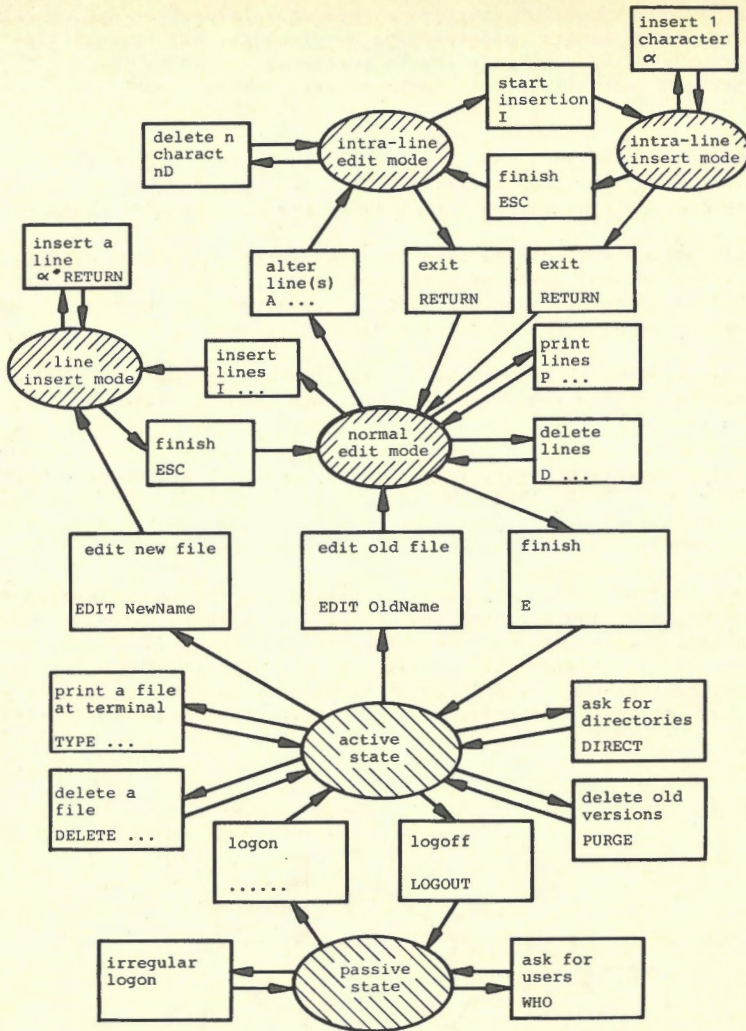 insert 1
character
α
start
insertion
I
delete n
charact
nD
intra-line
edit mode
intra-line
insert mode
finish
ESC
insert a
line
α* RETURN
alter
line(s)
A ...
exit
RETURN
exit
RETURN
print
lines
P ...
line
insert mode
insert
lines
I ...
normal
edit mode
delete
lines
D ...
finish
ESC
edit new file
EDIT NewName
edit old file
EDIT OldName
finish
E
print a file
at terminal
TYPE ...
active
state
ask for
directories
DIRECT
delete a
file
DELETE ...
delete old
versions
PURGE
logon
......
logoff
LOGOUT
irregular
logon
passive
state
ask for
users
WHO